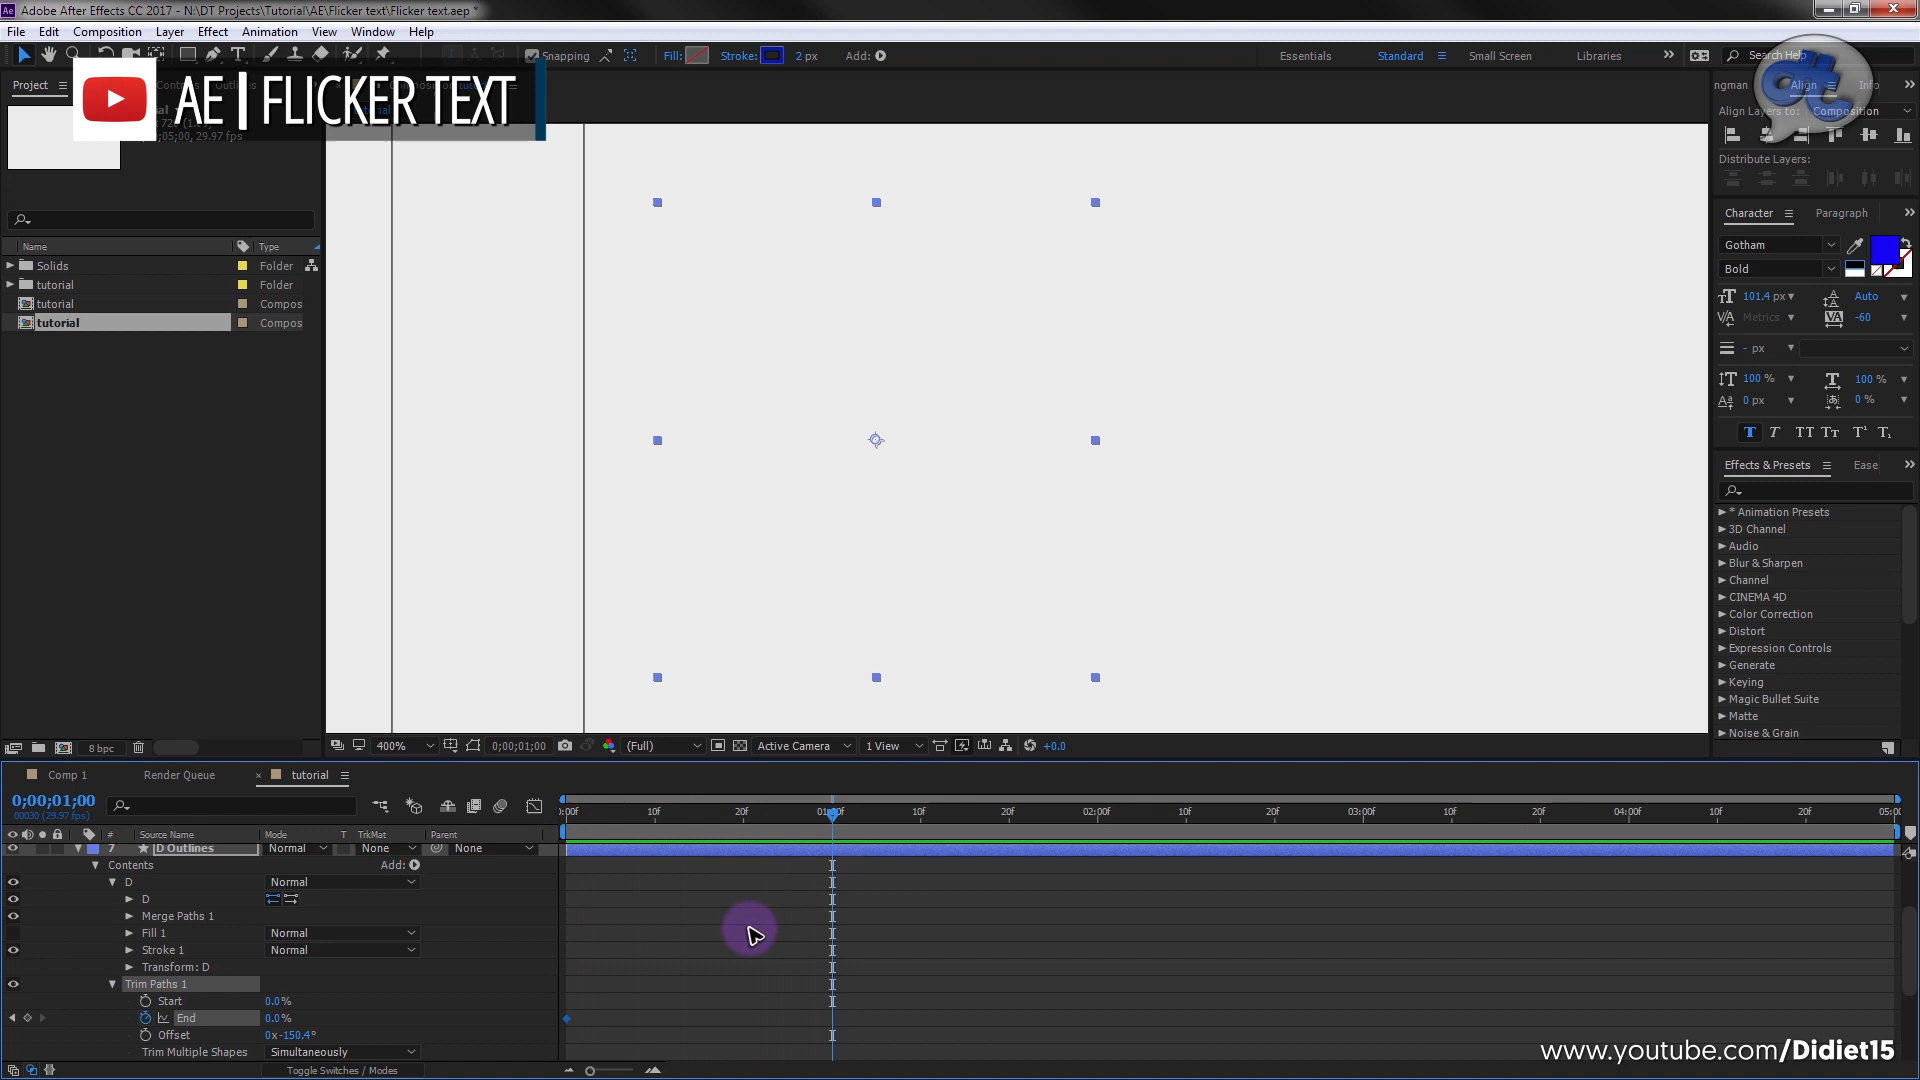 Ae Adobe After Effects CC 2017 - N:\DT Projects\Tutorial\AE\Flicker text\Flicker text.aep *
File Edit Composition Layer Effect Animation View Window Help
Snapping Fill: Stroke: 2 px Add:
Essentials Standard Small Screen Libraries Search Help
Project
AE | FLICKER TEXT
Align Info
Align Layers to: Composition
Distribute Layers:
Name Type
Solids Folder
tutorial Folder
tutorial Compos
tutorial Compos
8 bpc
Character Paragraph
Gotham
Bold
101.4 px Auto
Metrics -60
- px
100 % 100 %
0 px 0 %
T T TT Tt T¹ T₁
Effects & Presets Ease
* Animation Presets
3D Channel
Audio
Blur & Sharpen
Channel
CINEMA 4D
Color Correction
Distort
Expression Controls
Generate
Keying
Magic Bullet Suite
Matte
Noise & Grain
400% 0;00;01;00 (Full) Active Camera 1 View +0.0
Comp 1 Render Queue × tutorial
0;00;01;00
00030 (29.97 fps)
:00f 10f 20f 01:00f 10f 20f 02:00f 10f 20f 03:00f 10f 20f 04:00f 10f 20f 05:00
# Source Name Mode T TrkMat Parent
7 D Outlines Normal None None
Contents Add:
D Normal
D
Merge Paths 1
Fill 1 Normal
Stroke 1 Normal
Transform: D
Trim Paths 1
Start 0.0%
End 0.0%
Offset 0x-150.4°
Trim Multiple Shapes Simultaneously
Toggle Switches / Modes
www.youtube.com/Didiet15